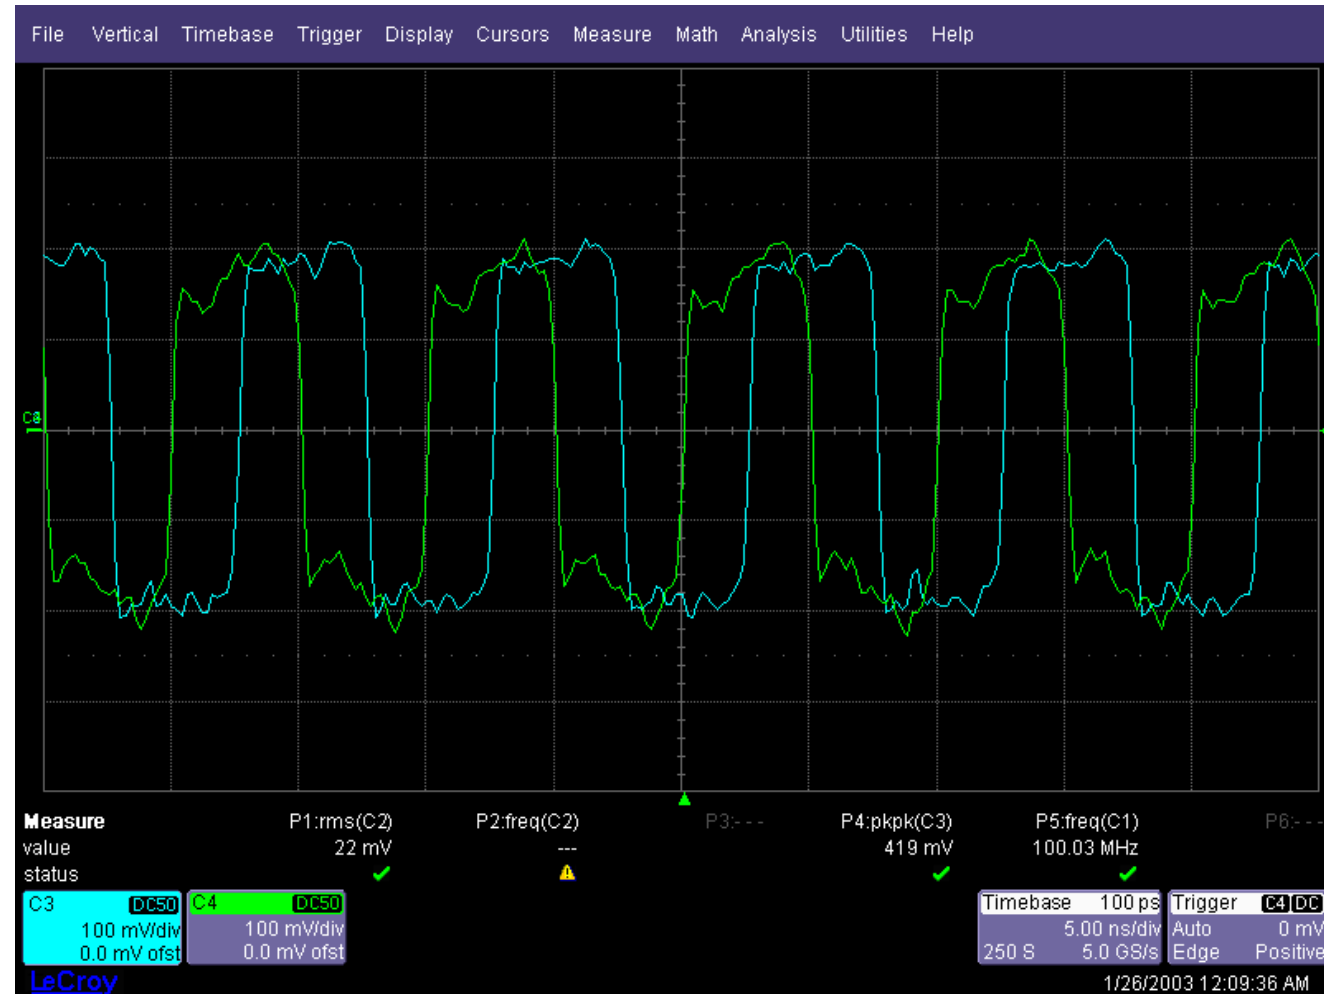 File Vertical Timebase Trigger Display Cursors Measure Math Analysis Utilities Help
Measure P1:rms(C2) P2:freq(C2) P3:- - - P4:pkpk(C3) P5:freq(C1) P6:- - -
value 22 mV --- 419 mV 100.03 MHz
status
C3 DC50 C4 DC50 Timebase 100 ps Trigger C4 DC
100 mV/div 100 mV/div 5.00 ns/div Auto 0 mV
0.0 mV ofst 0.0 mV ofst 250 S 5.0 GS/s Edge Positive
LeCroy 1/26/2003 12:09:36 AM